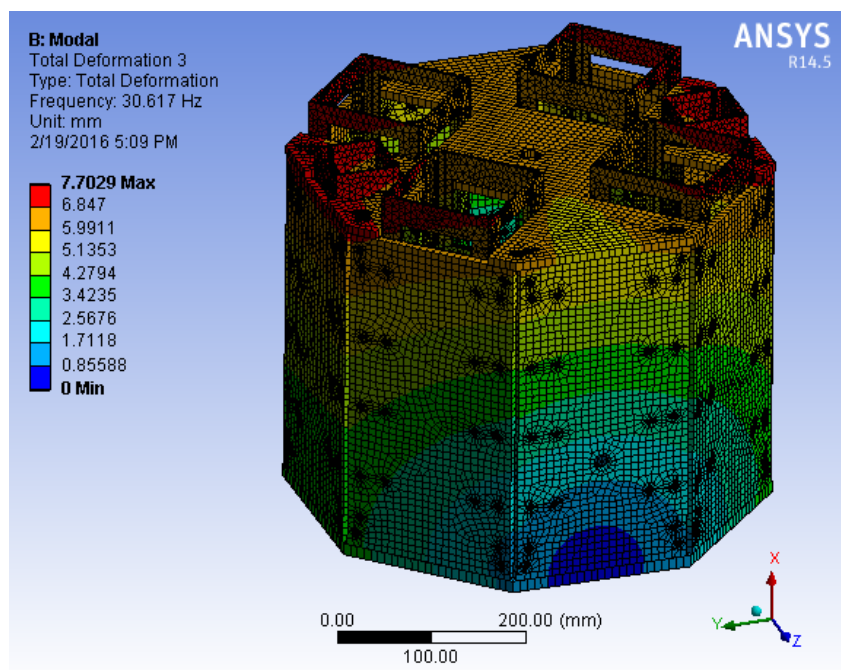 B: Modal
Total Deformation 3
Type: Total Deformation
Frequency: 30.617 Hz
Unit: mm
2/19/2016 5:09 PM
7.7029 Max
6.847
5.9911
5.1353
4.2794
3.4235
2.5676
1.7118
0.85588
0 Min
ANSYS
R14.5
0.00 200.00 (mm)
100.00
X
Y
Z